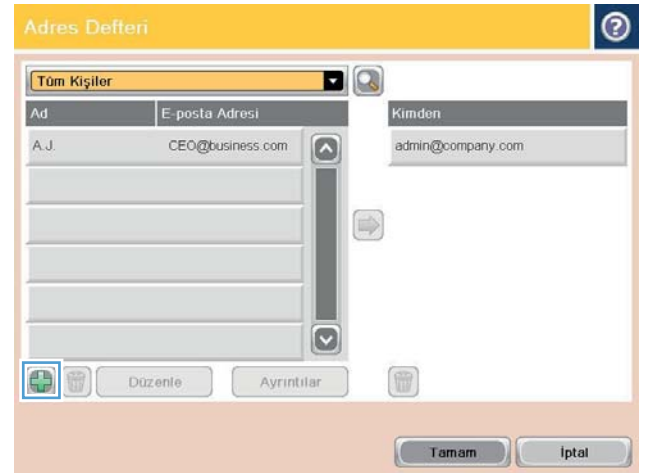 Adres Defteri
?
Tüm Kişiler
Ad E-posta Adresi Kimden
A.J. CEO@business.com admin@company.com
Düzenle Ayrıntılar
Tamam İptal